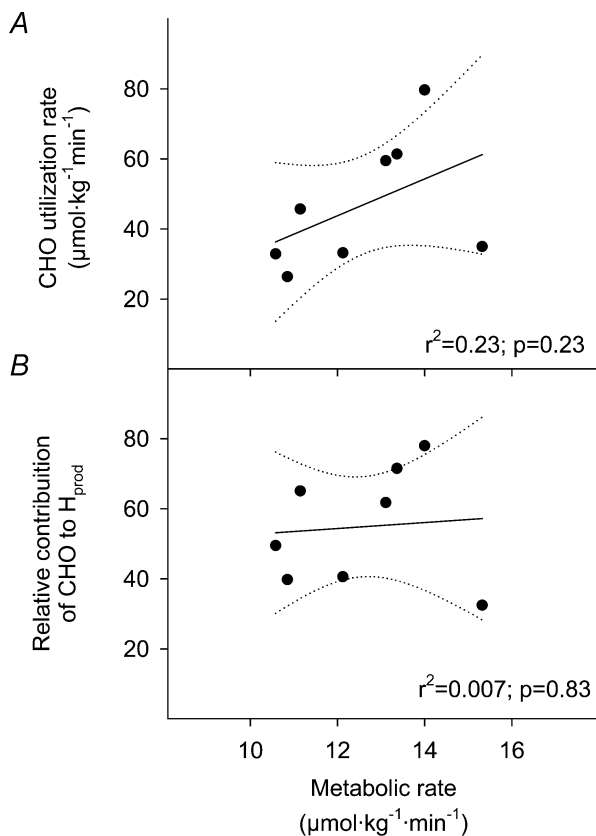 A
CHO utilization rate
(µmol·kg⁻¹min⁻¹)
80
60
40
20
r²=0.23; p=0.23
B
Relative contribuition
of CHO to Hprod
80
60
40
20
r²=0.007; p=0.83
10 12 14 16
Metabolic rate
(µmol·kg⁻¹·min⁻¹)